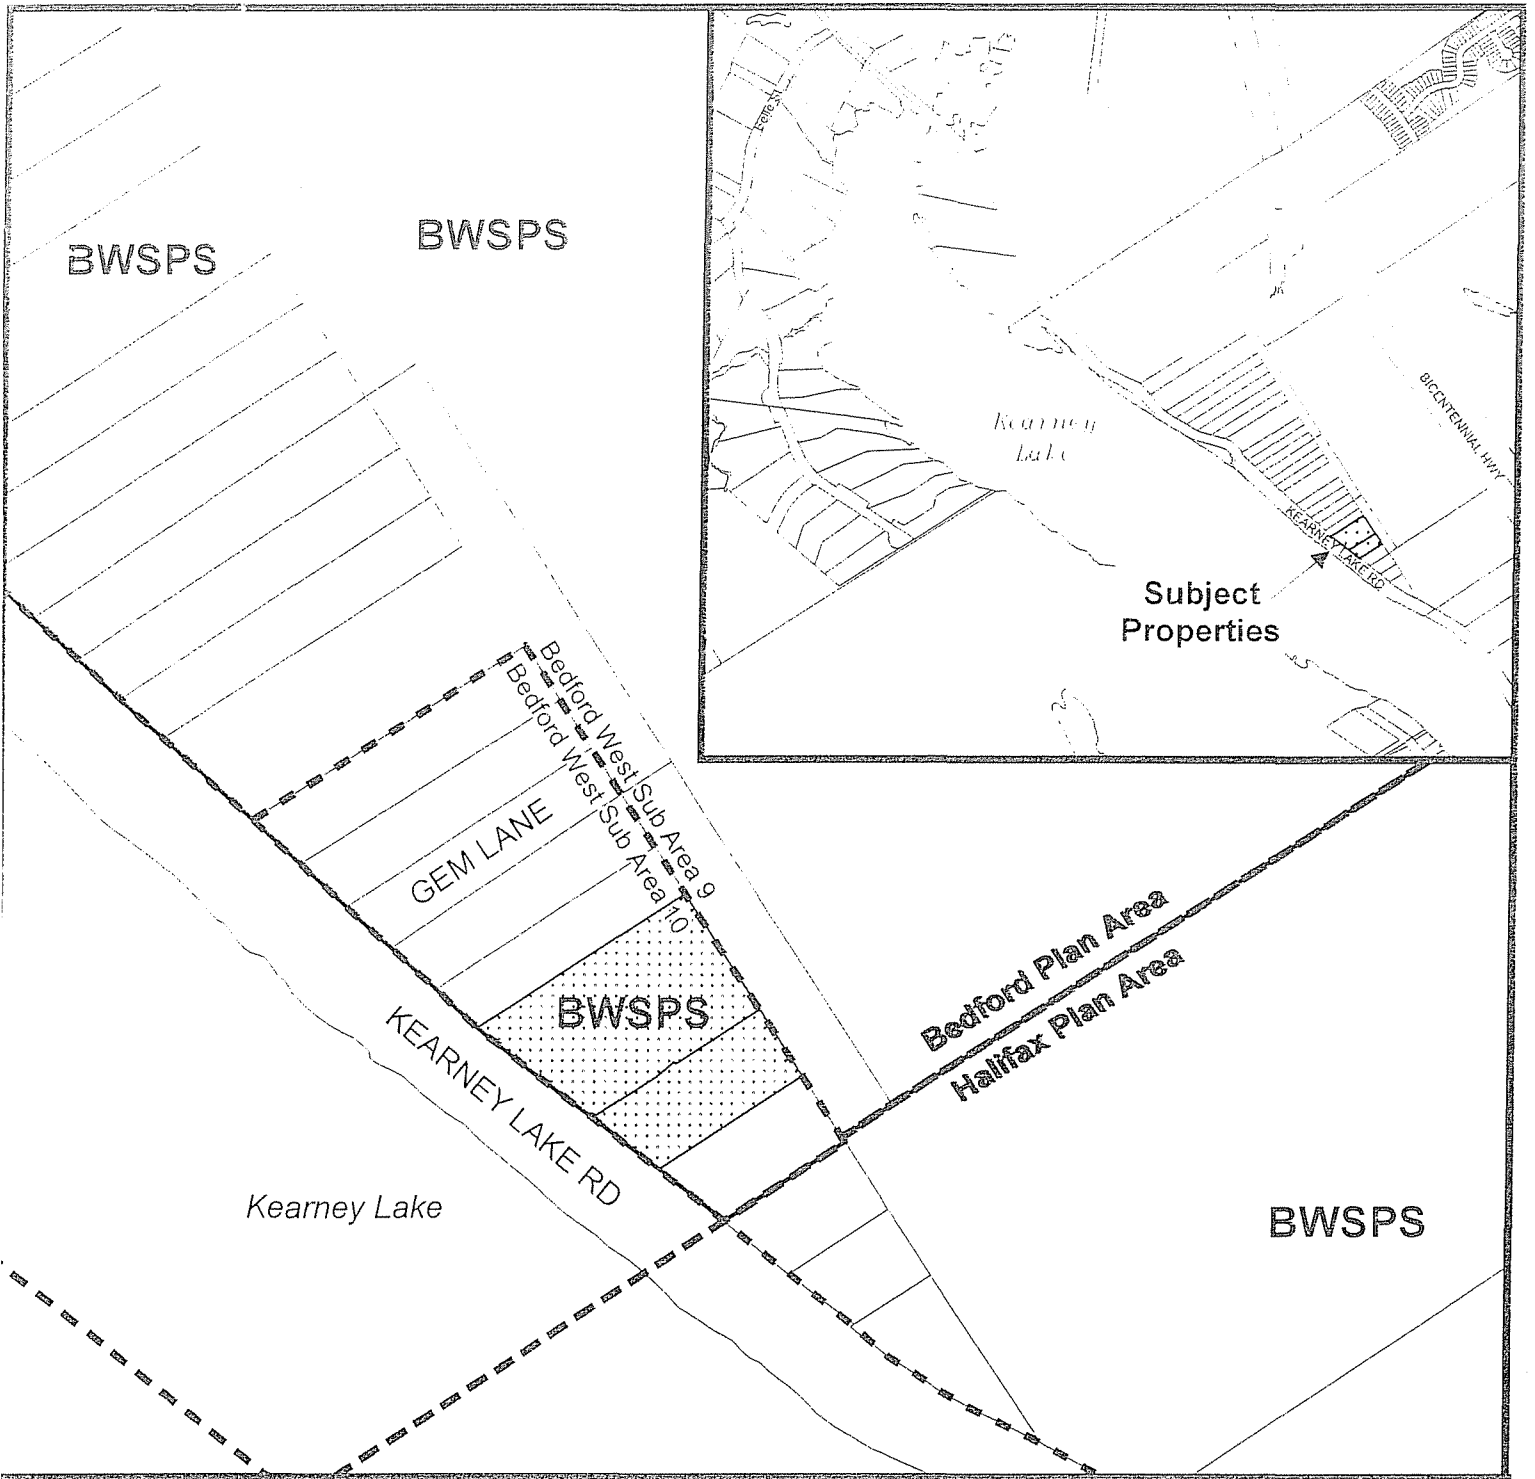 BWSPS
BWSPS
Kearney
Lake
BICENTENNIAL HWY
KEARNEY LAKE RD
Subject
Properties
Bedford West Sub Area 9
Bedford West Sub Area 10
GEM LANE
BWSPS
KEARNEY LAKE RD
Bedford Plan Area
Halifax Plan Area
Kearney Lake
BWSPS